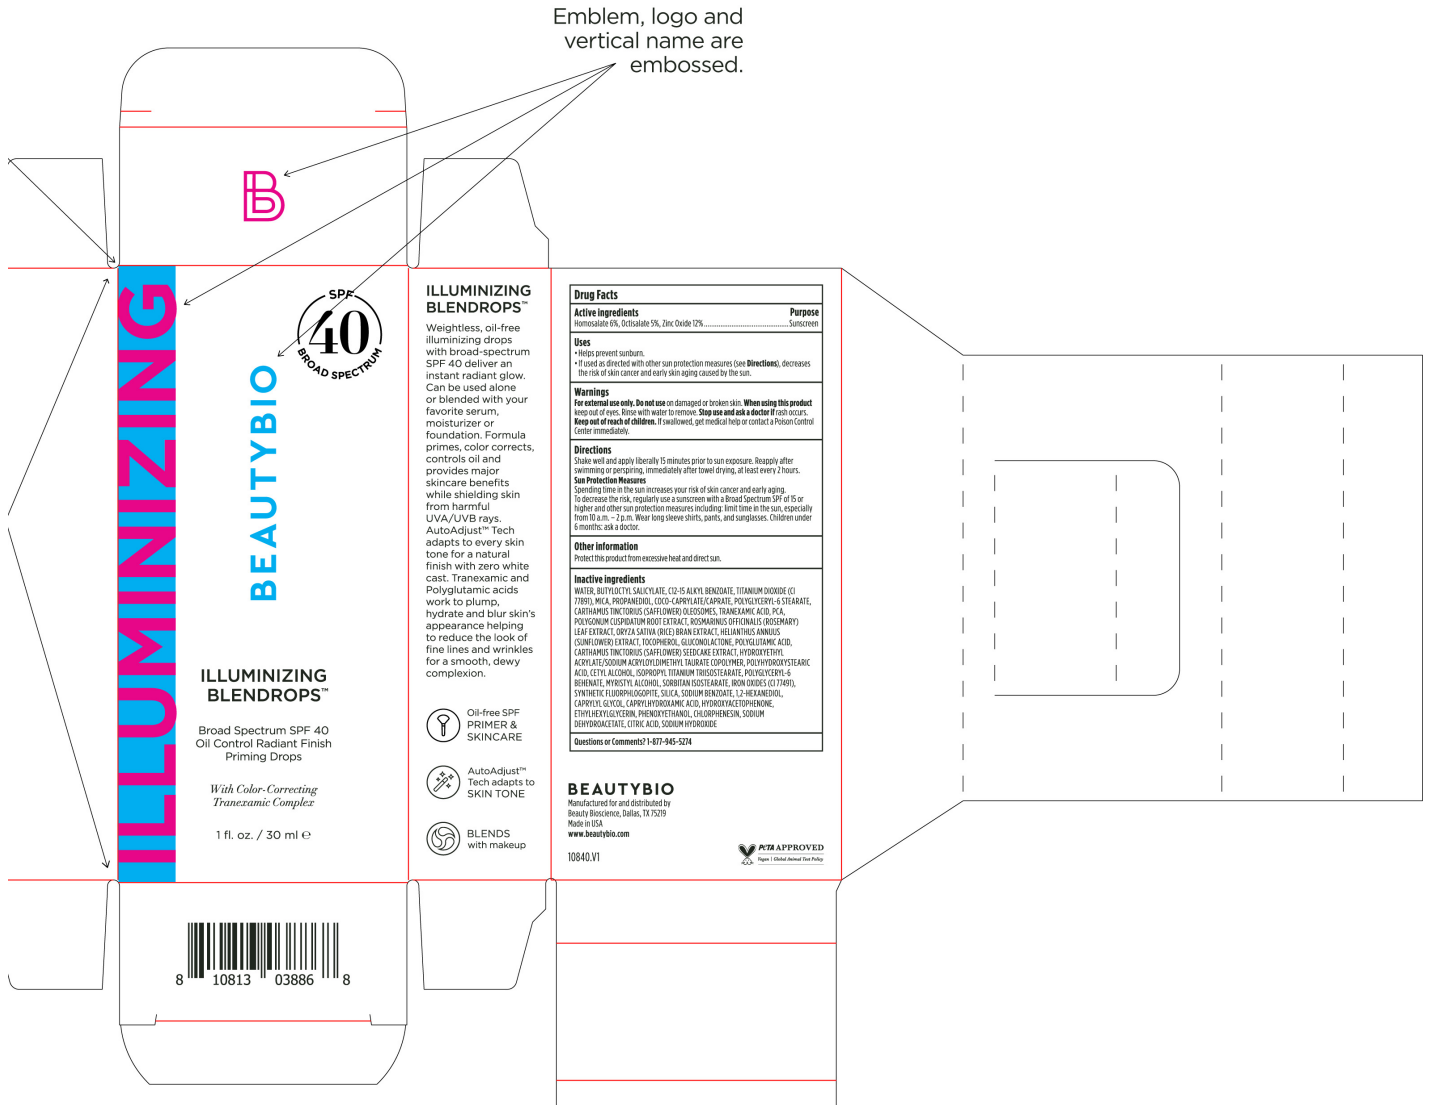 Emblem, logo and
vertical name are
embossed.
B
ILLUMINIZING
SPF
40
BROAD SPECTRUM
BEAUTYBIO
ILLUMINIZING
BLENDROPS™
Broad Spectrum SPF 40
Oil Control Radiant Finish
Priming Drops
With Color-Correcting
Tranexamic Complex
1 fl. oz. / 30 ml ℮
8 10813 03886 8
ILLUMINIZING
BLENDROPS™
Weightless, oil-free
illuminizing drops
with broad-spectrum
SPF 40 deliver an
instant radiant glow.
Can be used alone
or blended with your
favorite serum,
moisturizer or
foundation. Formula
primes, color corrects,
controls oil and
provides major
skincare benefits
while shielding skin
from harmful
UVA/UVB rays.
AutoAdjust™ Tech
adapts to every skin
tone for a natural
finish with zero white
cast. Tranexamic and
Polyglutamic acids
work to plump,
hydrate and blur skin's
appearance helping
to reduce the look of
fine lines and wrinkles
for a smooth, dewy
complexion.
Oil-free SPF
PRIMER &
SKINCARE
AutoAdjust™
Tech adapts to
SKIN TONE
BLENDS
with makeup
Drug Facts
Active ingredients Purpose
Homosalate 6%, Octisalate 5%, Zinc Oxide 12%..........................................Sunscreen
Uses
• Helps prevent sunburn.
• If used as directed with other sun protection measures (see Directions), decreases
the risk of skin cancer and early skin aging caused by the sun.
Warnings
For external use only. Do not use on damaged or broken skin. When using this product
keep out of eyes. Rinse with water to remove. Stop use and ask a doctor if rash occurs.
Keep out of reach of children. If swallowed, get medical help or contact a Poison Control
Center immediately.
Directions
Shake well and apply liberally 15 minutes prior to sun exposure. Reapply after
swimming or perspiring, immediately after towel drying, at least every 2 hours.
Sun Protection Measures
Spending time in the sun increases your risk of skin cancer and early aging.
To decrease the risk, regularly use a sunscreen with a Broad Spectrum SPF of 15 or
higher and other sun protection measures including: limit time in the sun, especially
from 10 a.m. – 2 p.m. Wear long sleeve shirts, pants, and sunglasses. Children under
6 months: ask a doctor.
Other information
Protect this product from excessive heat and direct sun.
Inactive ingredients
WATER, BUTYLOCTYL SALICYLATE, C12-15 ALKYL BENZOATE, TITANIUM DIOXIDE (CI
77891), MICA, PROPANEDIOL, COCO-CAPRYLATE/CAPRATE, POLYGLYCERYL-6 STEARATE,
CARTHAMUS TINCTORIUS (SAFFLOWER) OLEOSOMES, TRANEXAMIC ACID, PCA,
POLYGONUM CUSPIDATUM ROOT EXTRACT, ROSMARINUS OFFICINALIS (ROSEMARY)
LEAF EXTRACT, ORYZA SATIVA (RICE) BRAN EXTRACT, HELIANTHUS ANNUUS
(SUNFLOWER) EXTRACT, TOCOPHEROL, GLUCONOLACTONE, POLYGLUTAMIC ACID,
CARTHAMUS TINCTORIUS (SAFFLOWER) SEEDCAKE EXTRACT, HYDROXYETHYL
ACRYLATE/SODIUM ACRYLOYLDIMETHYL TAURATE COPOLYMER, POLYHYDROXYSTEARIC
ACID, CETYL ALCOHOL, ISOPROPYL TITANIUM TRIISOSTEARATE, POLYGLYCERYL-6
BEHENATE, MYRISTYL ALCOHOL, SORBITAN ISOSTEARATE, IRON OXIDES (CI 77491),
SYNTHETIC FLUORPHLOGOPITE, SILICA, SODIUM BENZOATE, 1,2-HEXANEDIOL,
CAPRYLYL GLYCOL, CAPRYLHYDROXAMIC ACID, HYDROXYACETOPHENONE,
ETHYLHEXYLGLYCERIN, PHENOXYETHANOL, CHLORPHENESIN, SODIUM
DEHYDROACETATE, CITRIC ACID, SODIUM HYDROXIDE
Questions or Comments? 1-877-945-5274
BEAUTYBIO
Manufactured for and distributed by
Beauty Bioscience, Dallas, TX 75219
Made in USA
www.beautybio.com
10840.V1
PETA APPROVED
Vegan | Global Animal Test Policy